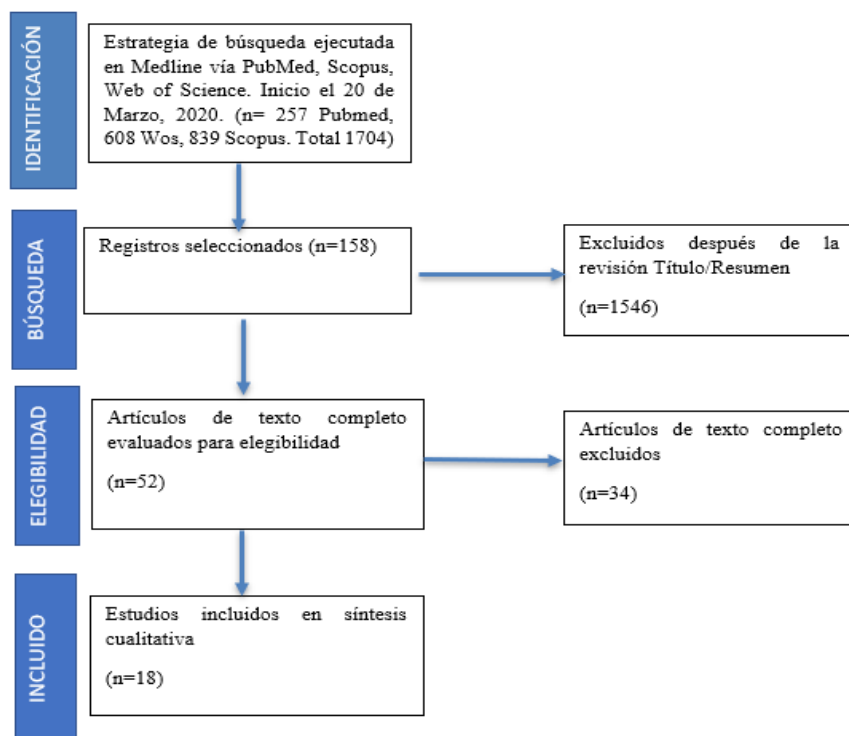 IDENTIFICACIÓN
Estrategia de búsqueda ejecutada
en Medline vía PubMed, Scopus,
Web of Science. Inicio el 20 de
Marzo, 2020. (n= 257 Pubmed,
608 Wos, 839 Scopus. Total 1704)
BÚSQUEDA
Registros seleccionados (n=158)
Excluidos después de la
revisión Título/Resumen
(n=1546)
ELEGIBILIDAD
Artículos de texto completo
evaluados para elegibilidad
(n=52)
Artículos de texto completo
excluidos
(n=34)
INCLUIDO
Estudios incluidos en síntesis
cualitativa
(n=18)